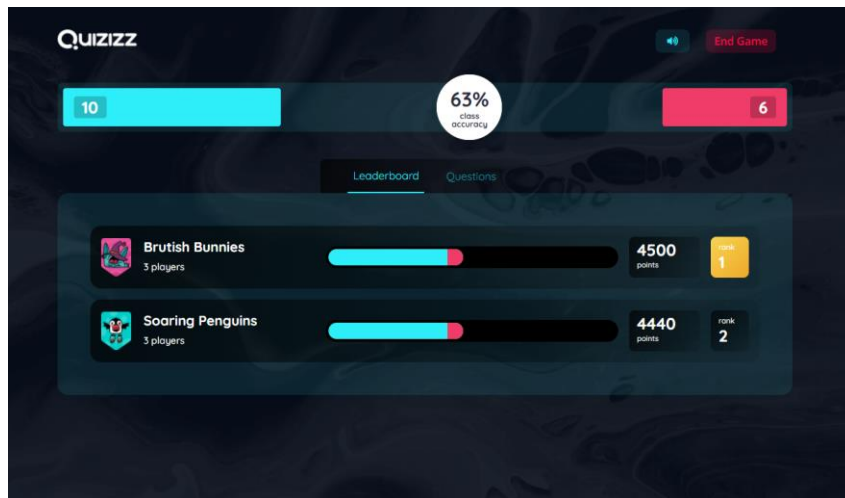 Quizizz
End Game
10
63%
class
accuracy
6
Leaderboard Questions
Brutish Bunnies
3 players
4500
points
rank
1
Soaring Penguins
3 players
4440
points
rank
2